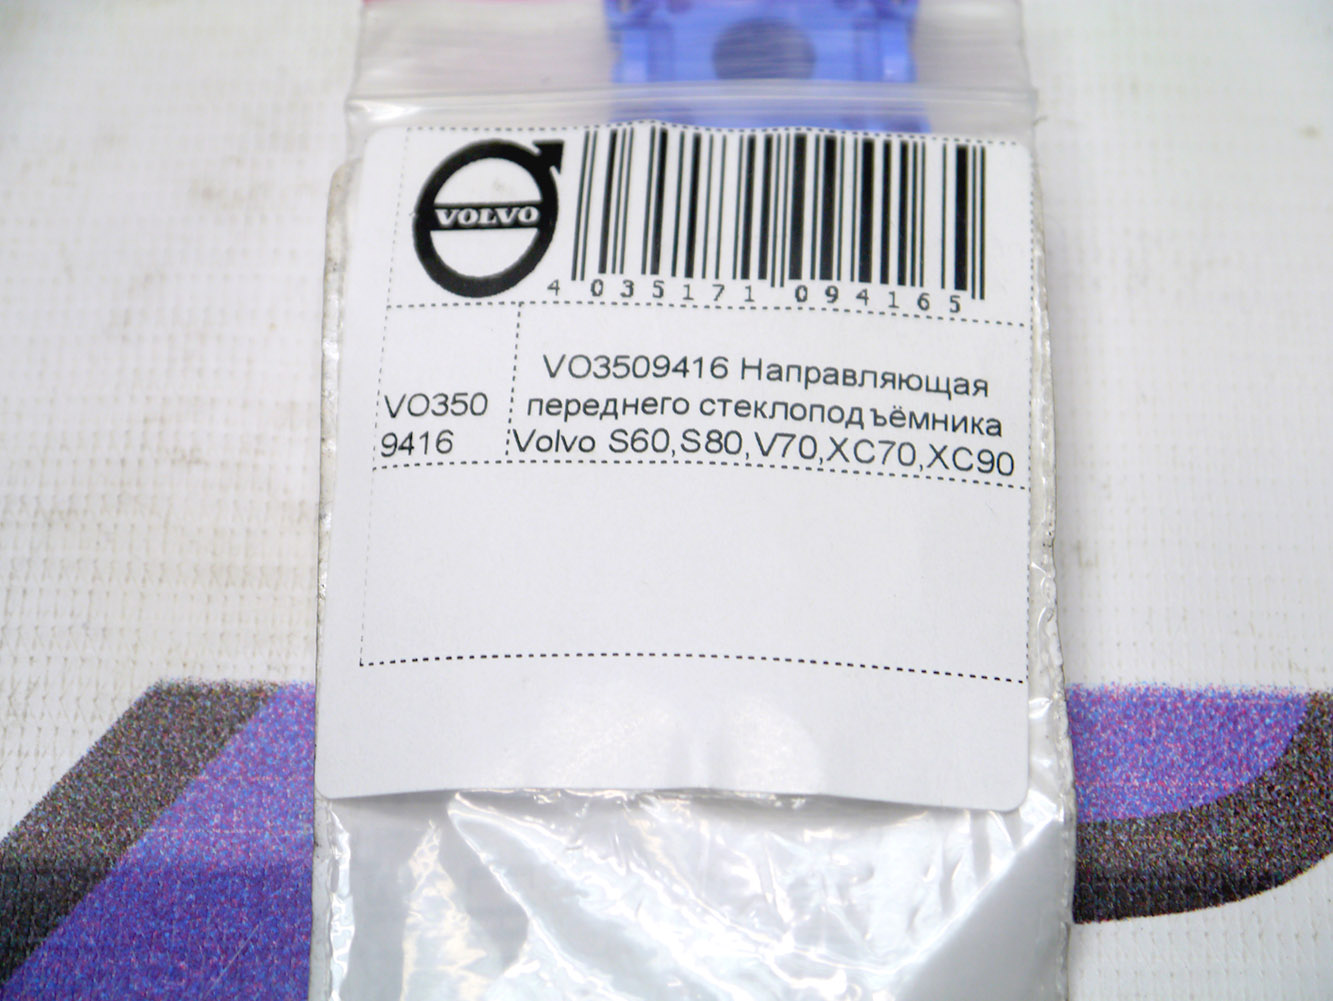 VOLVO
4 035171 094165
VO350
9416
VO3509416 Направляющая
переднего стеклоподъёмника
Volvo S60,S80,V70,XC70,XC90